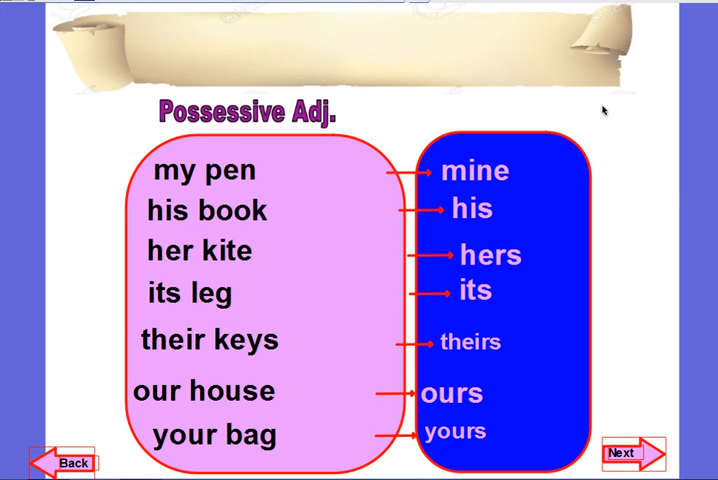 Possessive Adj.
my pen mine
his book his
her kite hers
its leg its
their keys theirs
our house ours
your bag yours
Back Next